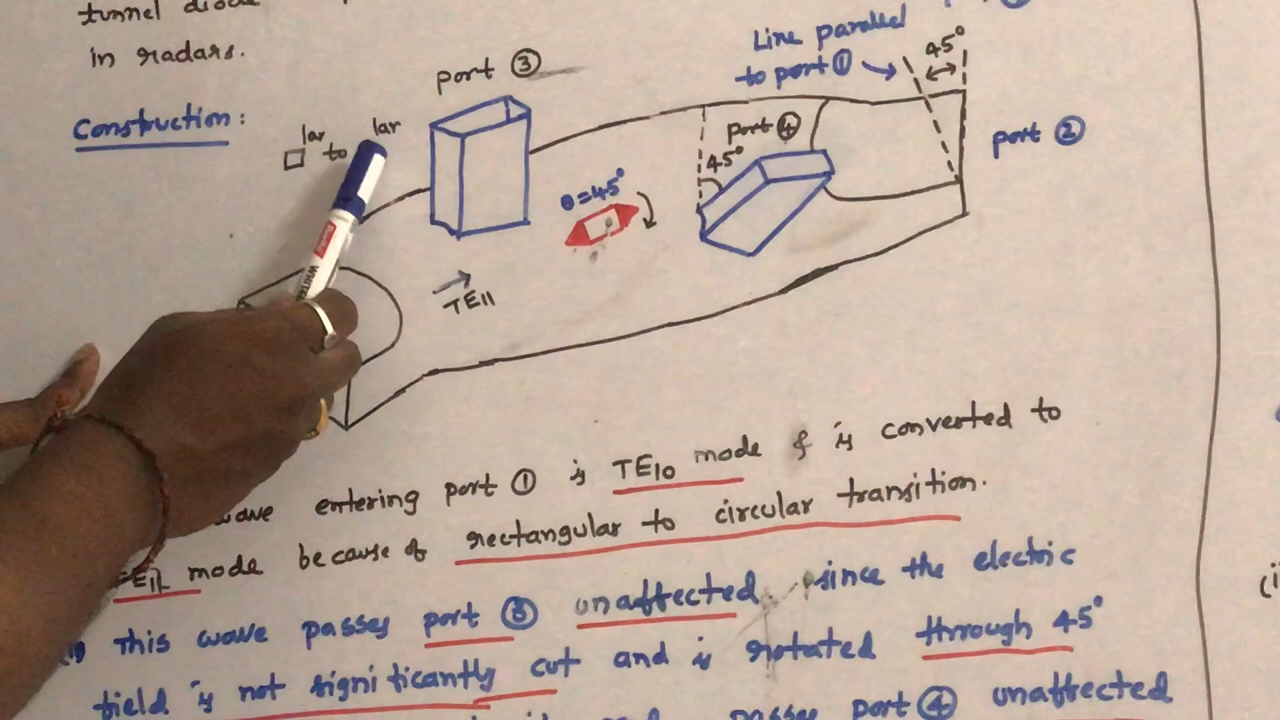 tunnel diode
in radars.
port ③
Line parallel
to port ①
45°
Construction:
□lar to lar
port ④
port ②
45°
θ=45°
TE11
WHITE
wave entering port ① is TE10 mode & is converted to
TE11 mode because of rectangular to circular transition.
This wave passes port ③ unaffected since the electric
field is not significantly cut and is rotated through 45°
passes port ④ unaffected